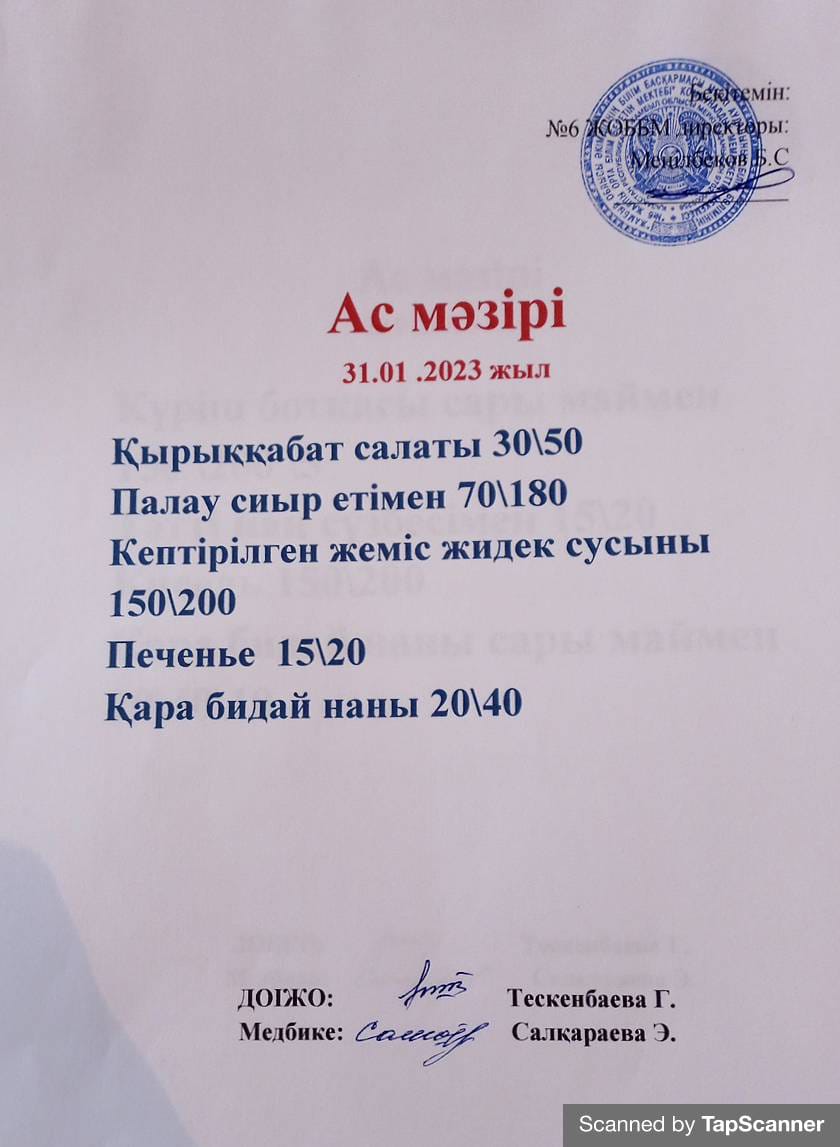 Бекітемін:
№6 ЖОББМ директоры:
Меңлбеков Б.С
Ас мәзірі
31.01 .2023 жыл
Қырыққабат салаты 30\50
Палау сиыр етімен 70\180
Кептірілген жеміс жидек сусыны
150\200
Печенье 15\20
Қара бидай наны 20\40
ДОІЖО: Тескенбаева Г.
Медбике: Салқараева Э.
Scanned by TapScanner